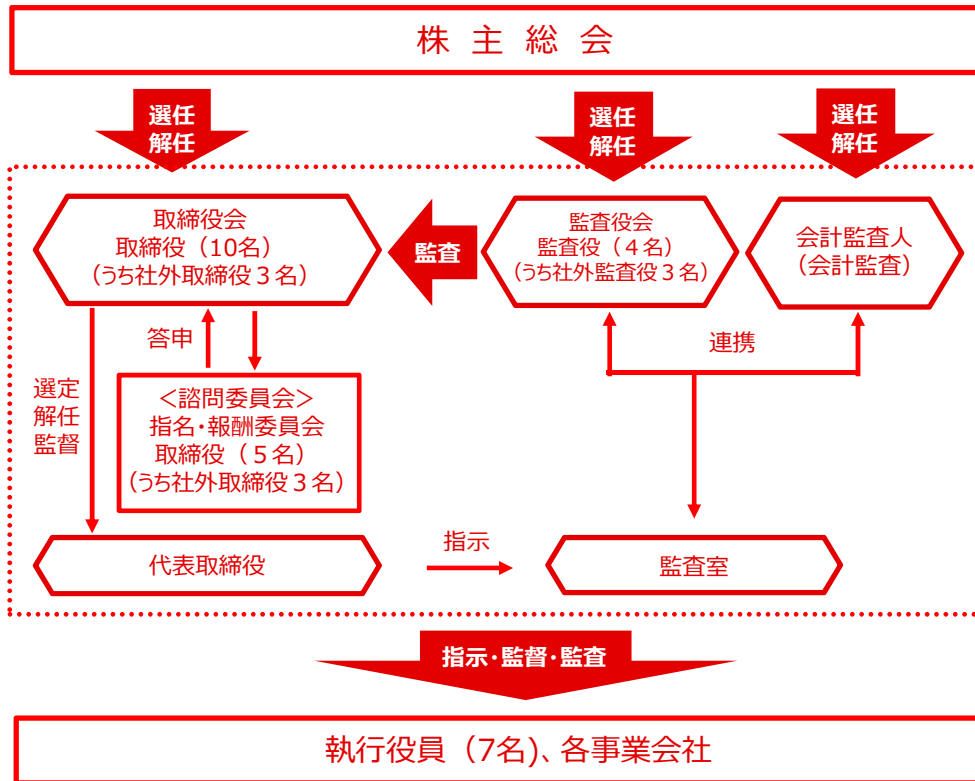 株 主 総 会
選任
解任
選任
解任
選任
解任
取締役会
取締役（10名）
（うち社外取締役３名）
監査
監査役会
監査役（４名）
（うち社外監査役３名）
会計監査人
（会計監査）
答申
連携
選定
解任
監督
＜諮問委員会＞
指名・報酬委員会
取締役（５名）
（うち社外取締役３名）
代表取締役
指示
監査室
指示・監督・監査
執行役員（7名）、各事業会社